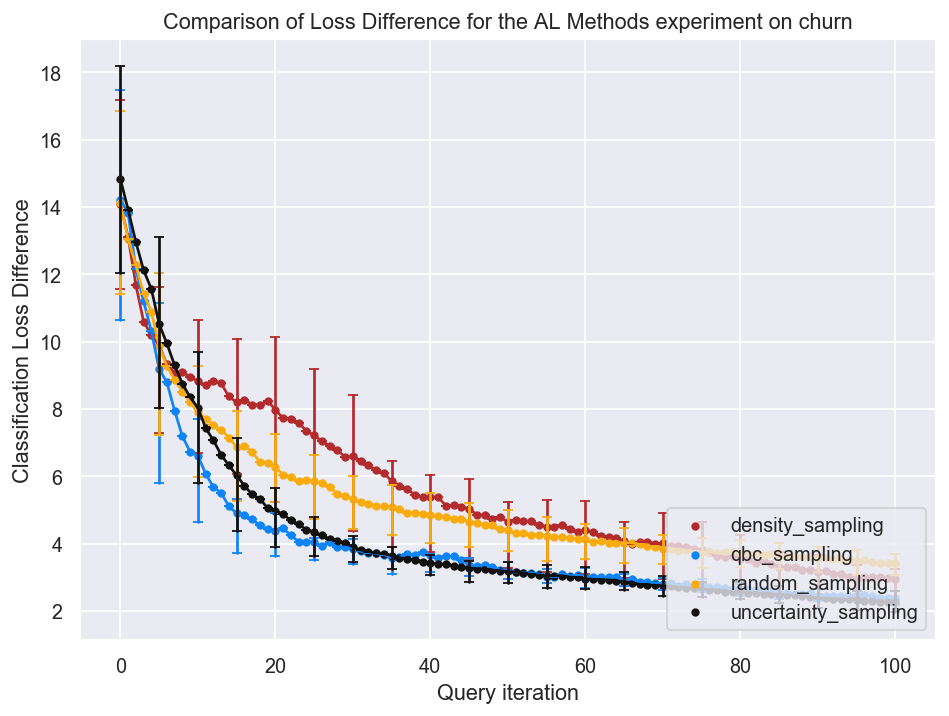 Comparison of Loss Difference for the AL Methods experiment on churn
Classification Loss Difference
18
16
14
12
10
8
6
4
2
density_sampling
qbc_sampling
random_sampling
uncertainty_sampling
0
20
40
60
80
100
Query iteration